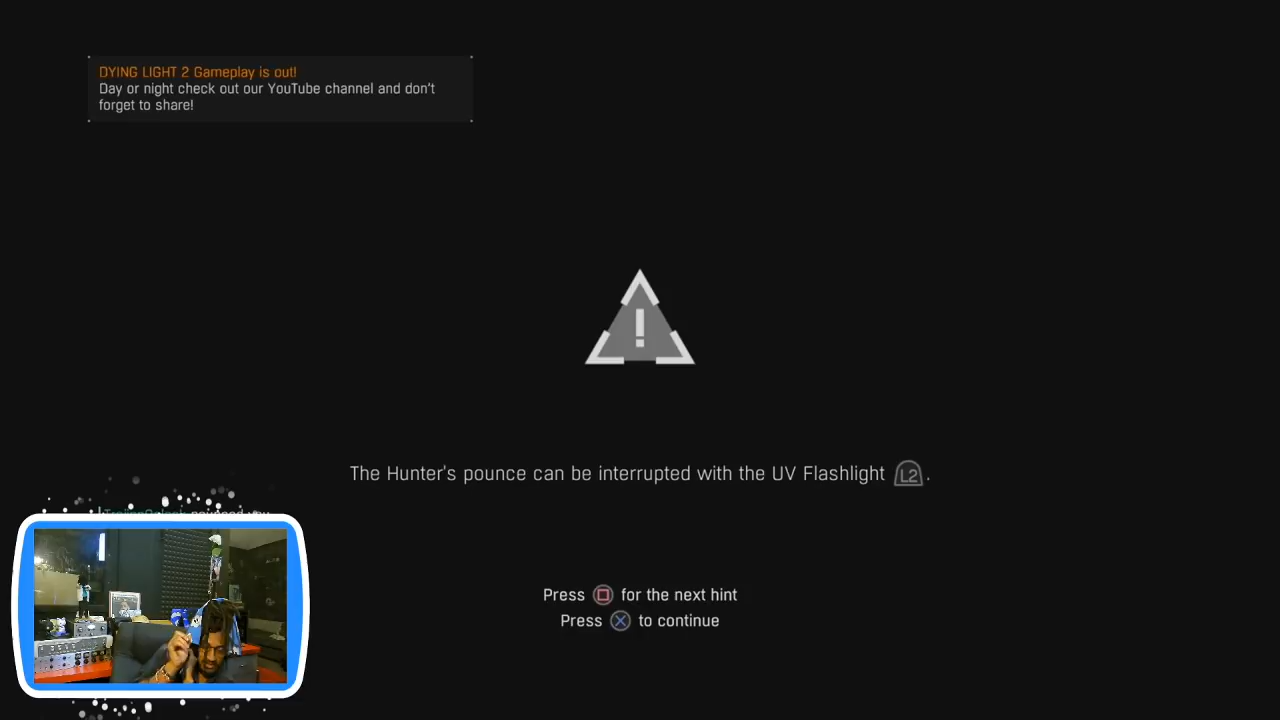 DYING LIGHT 2 Gameplay is out!
Day or night check out our YouTube channel and don't
forget to share!
The Hunter's pounce can be interrupted with the UV Flashlight L2.
pounced you
Press for the next hint
Press to continue